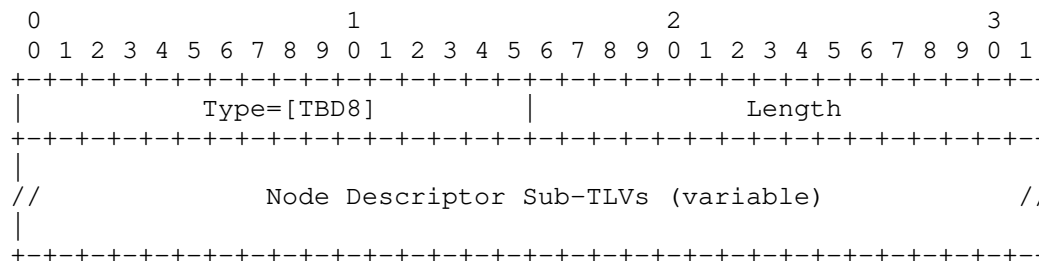 0                   1                   2                   3
 0 1 2 3 4 5 6 7 8 9 0 1 2 3 4 5 6 7 8 9 0 1 2 3 4 5 6 7 8 9 0 1
+-+-+-+-+-+-+-+-+-+-+-+-+-+-+-+-+-+-+-+-+-+-+-+-+-+-+-+-+-+-+-+-
|           Type=[TBD8]         |             Length
+-+-+-+-+-+-+-+-+-+-+-+-+-+-+-+-+-+-+-+-+-+-+-+-+-+-+-+-+-+-+-+-
|
//              Node Descriptor Sub-TLVs (variable)            //
|
+-+-+-+-+-+-+-+-+-+-+-+-+-+-+-+-+-+-+-+-+-+-+-+-+-+-+-+-+-+-+-+-